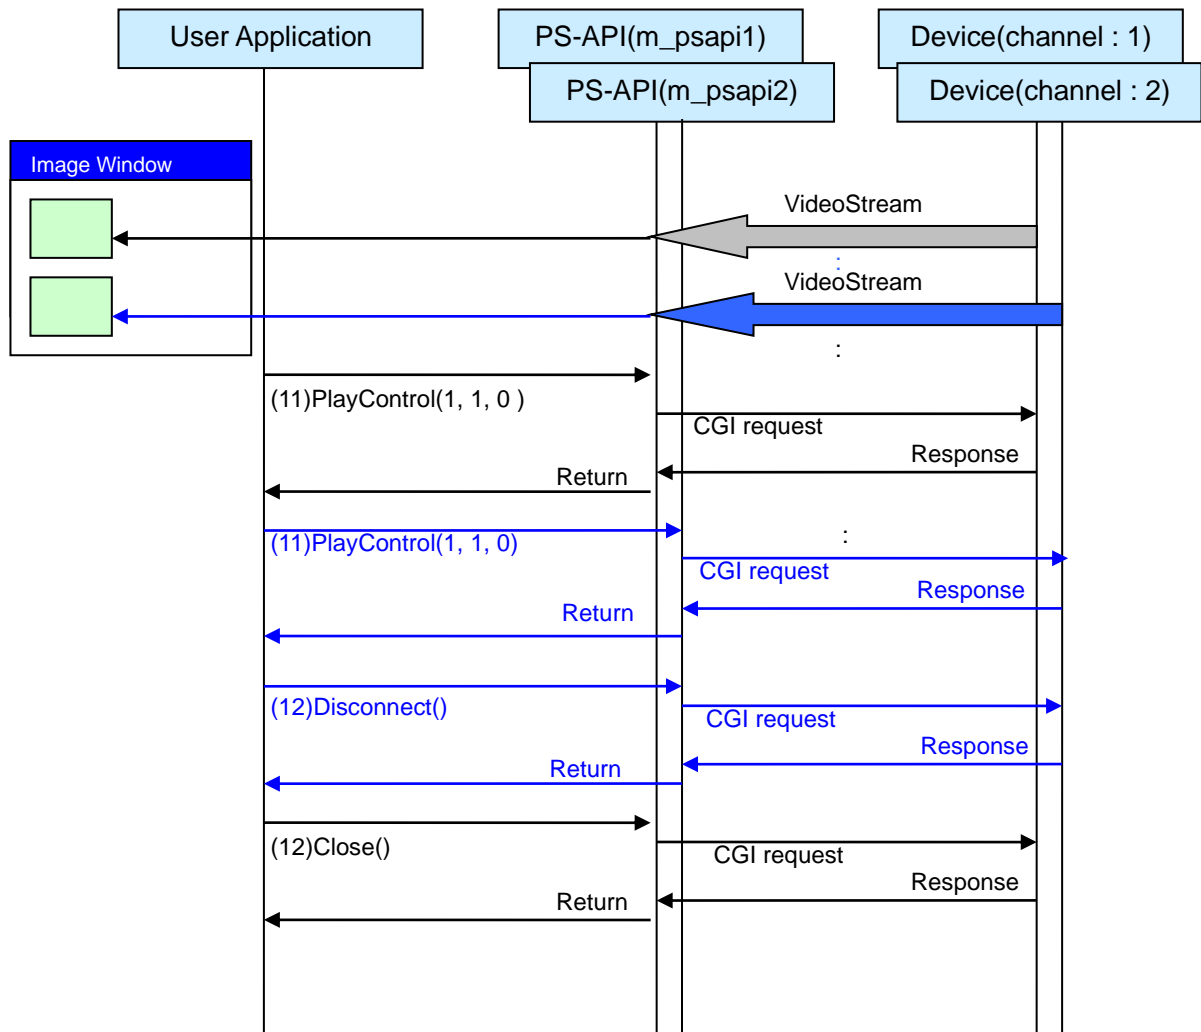 User Application
PS-API(m_psapi1)
Device(channel : 1)
PS-API(m_psapi2)
Device(channel : 2)
Image Window
VideoStream
:
VideoStream
:
(11)PlayControl(1, 1, 0 )
CGI request
Response
Return
(11)PlayControl(1, 1, 0)
:
CGI request
Response
Return
(12)Disconnect()
CGI request
Response
Return
(12)Close()
CGI request
Response
Return